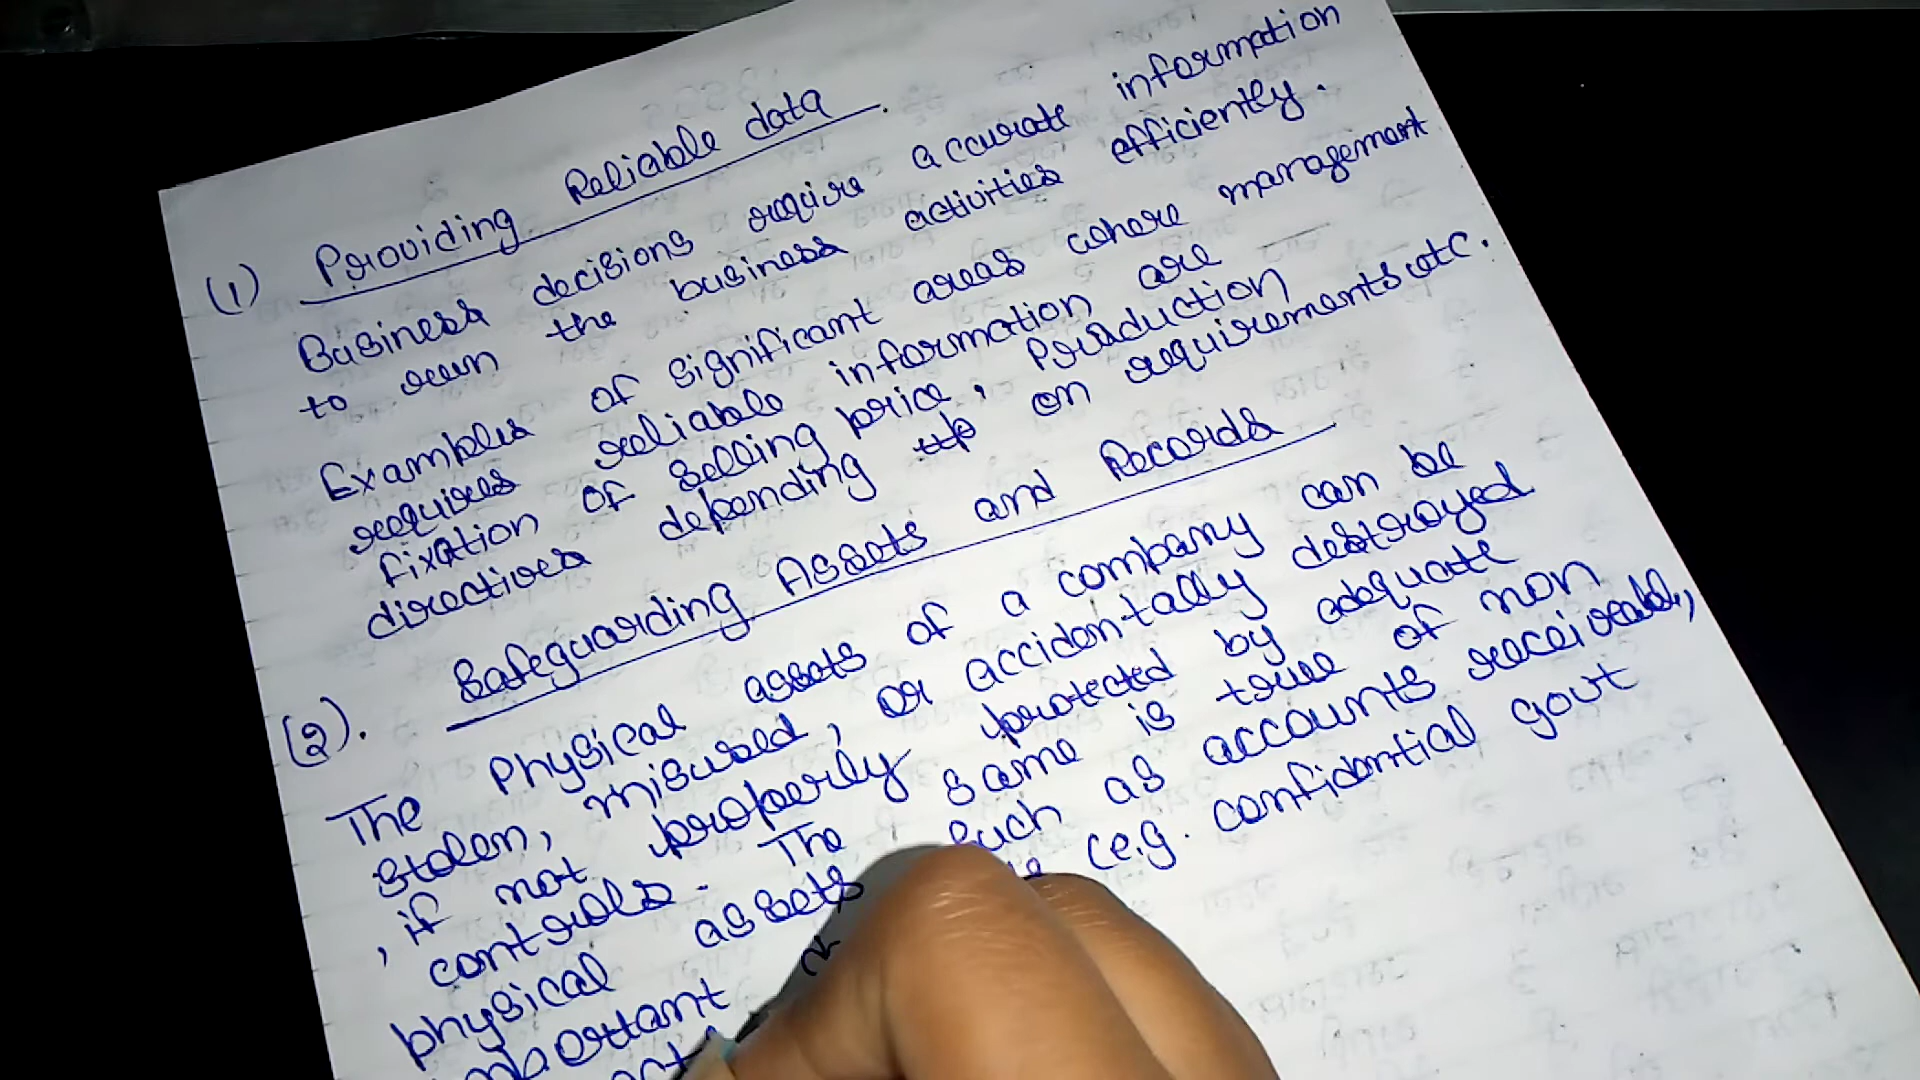 (1) Providing Reliable data.
Business decisions require accurate information
to run the business activities efficiently.
Examples of significant areas where management
requires reliable information are
fixation of selling price, Production
directives depending on requirements etc.
(2). Safeguarding Assets and Records
The Physical assets of a company can be
stolen, misused, or accidentally destroyed
, if not properly protected by adequate
controls. The same is true of non
physical assets such as accounts receivable,
important (e.g. confidential govt